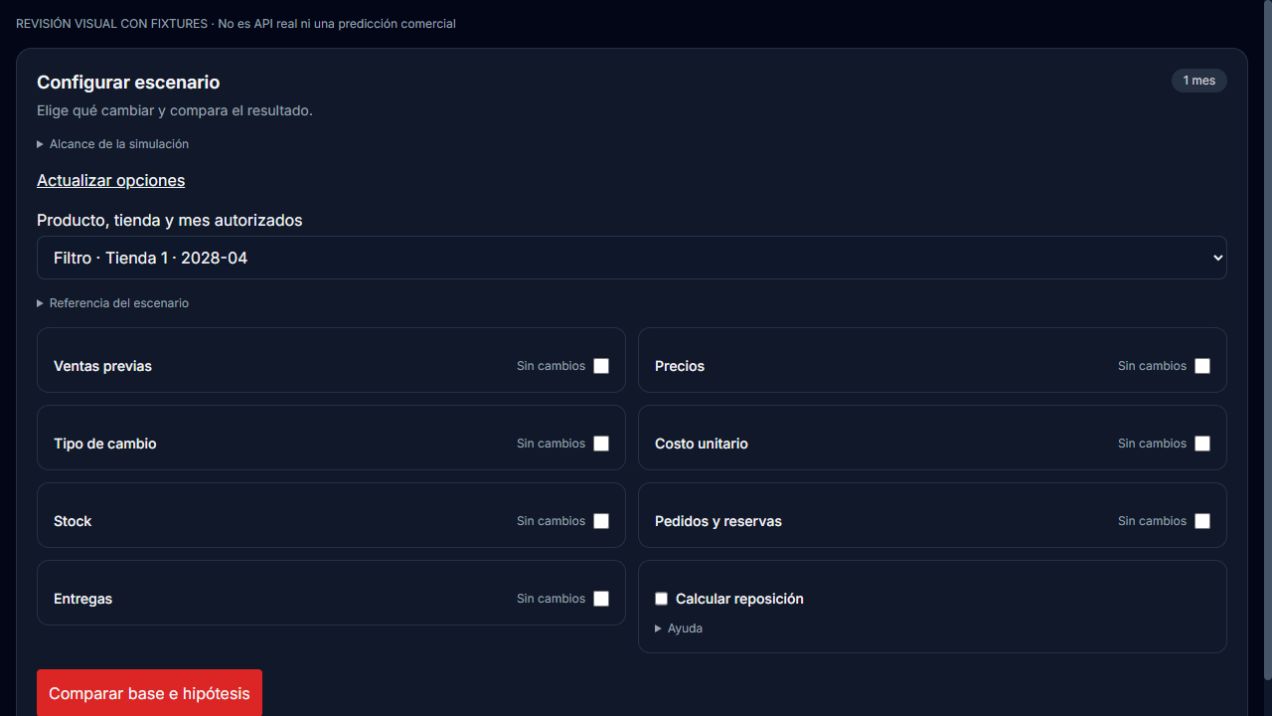 REVISIÓN VISUAL CON FIXTURES · No es API real ni una predicción comercial
Configurar escenario
1 mes
Elige qué cambiar y compara el resultado.
Alcance de la simulación
Actualizar opciones
Producto, tienda y mes autorizados
Filtro · Tienda 1 · 2028-04
Referencia del escenario
Ventas previas Sin cambios
Precios Sin cambios
Tipo de cambio Sin cambios
Costo unitario Sin cambios
Stock Sin cambios
Pedidos y reservas Sin cambios
Entregas Sin cambios
Calcular reposición
Ayuda
Comparar base e hipótesis